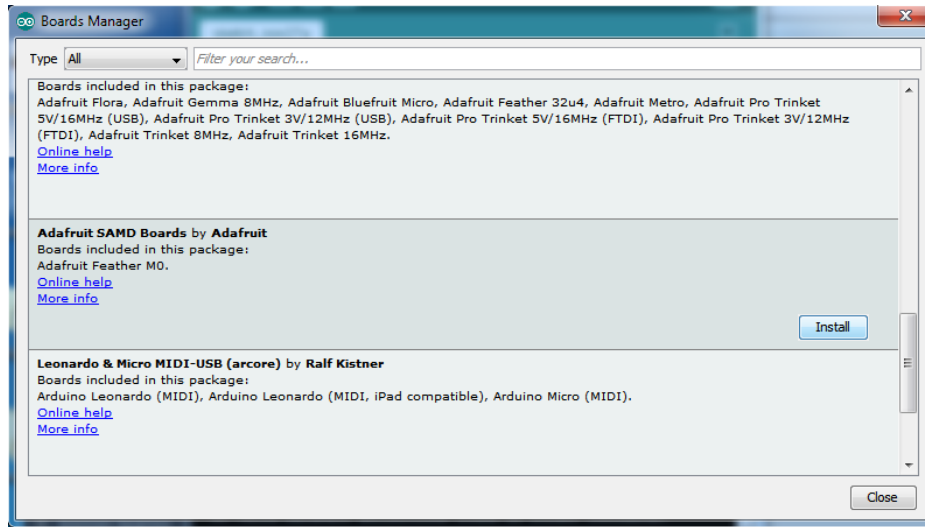 Boards Manager
Type All Filter your search...
Boards included in this package:
Adafruit Flora, Adafruit Gemma 8MHz, Adafruit Bluefruit Micro, Adafruit Feather 32u4, Adafruit Metro, Adafruit Pro Trinket
5V/16MHz (USB), Adafruit Pro Trinket 3V/12MHz (USB), Adafruit Pro Trinket 5V/16MHz (FTDI), Adafruit Pro Trinket 3V/12MHz
(FTDI), Adafruit Trinket 8MHz, Adafruit Trinket 16MHz.
Online help
More info
Adafruit SAMD Boards by Adafruit
Boards included in this package:
Adafruit Feather M0.
Online help
More info
Install
Leonardo & Micro MIDI-USB (arcore) by Ralf Kistner
Boards included in this package:
Arduino Leonardo (MIDI), Arduino Leonardo (MIDI, iPad compatible), Arduino Micro (MIDI).
Online help
More info
Close